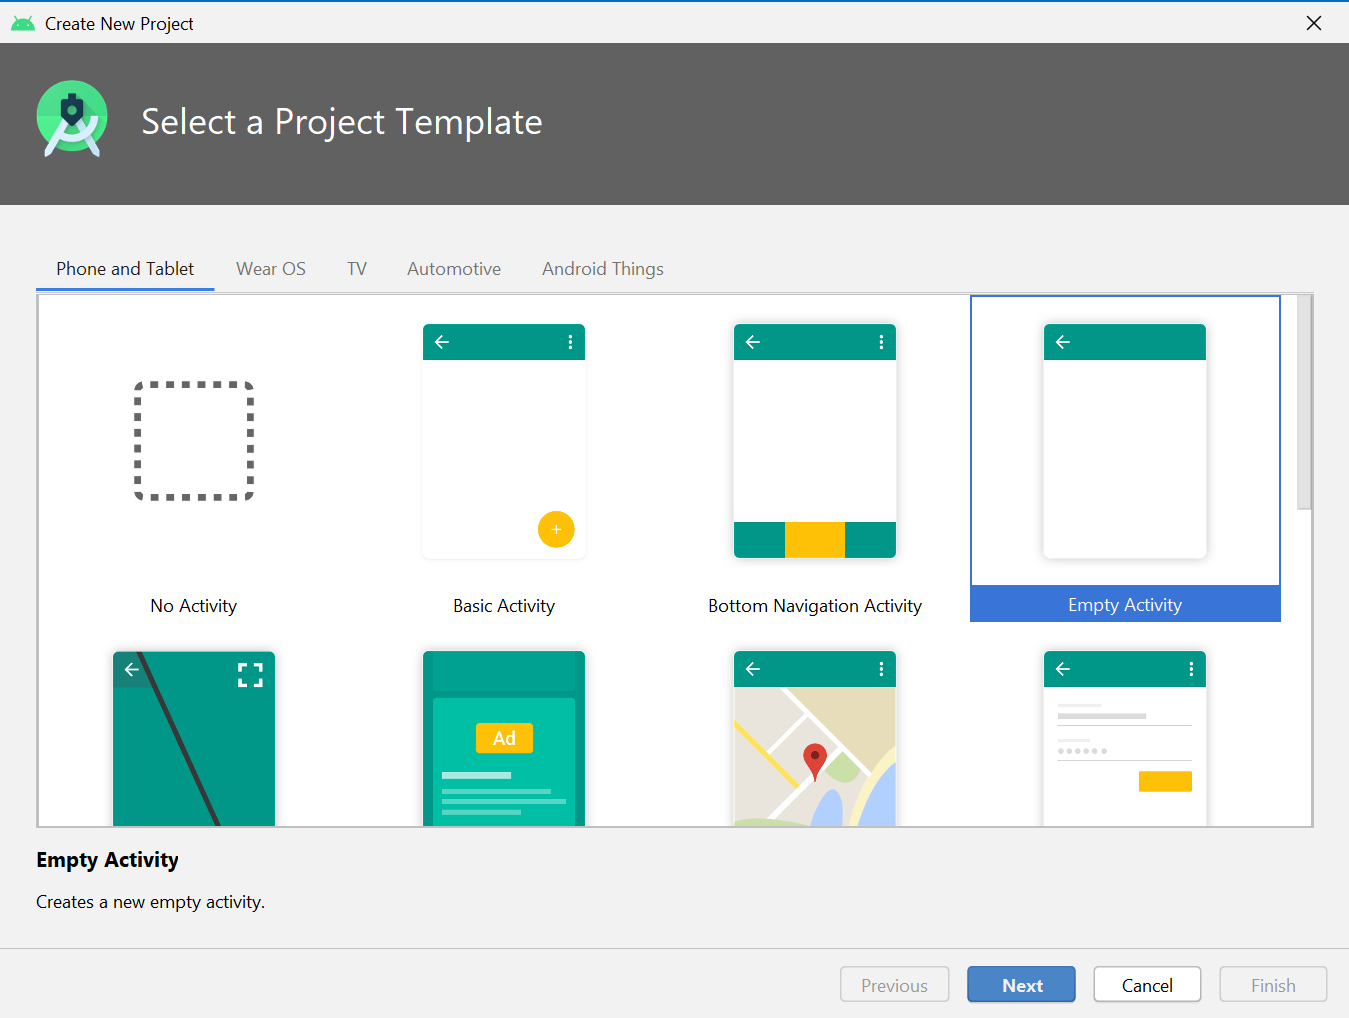 Create New Project
Select a Project Template
Phone and Tablet Wear OS TV Automotive Android Things
No Activity Basic Activity Bottom Navigation Activity Empty Activity
Ad
Empty Activity
Creates a new empty activity.
Previous Next Cancel Finish